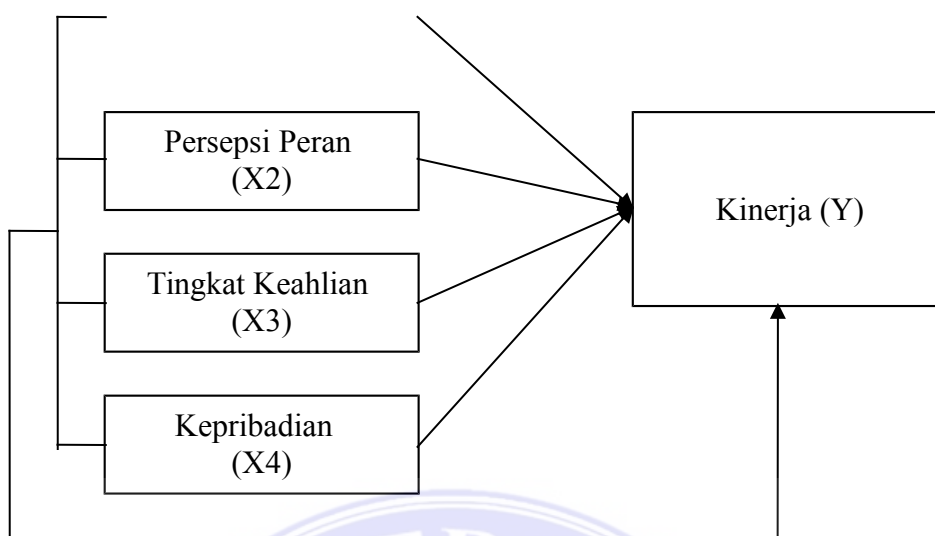 Persepsi Peran
(X2)
Kinerja (Y)
Tingkat Keahlian
(X3)
Kepribadian
(X4)